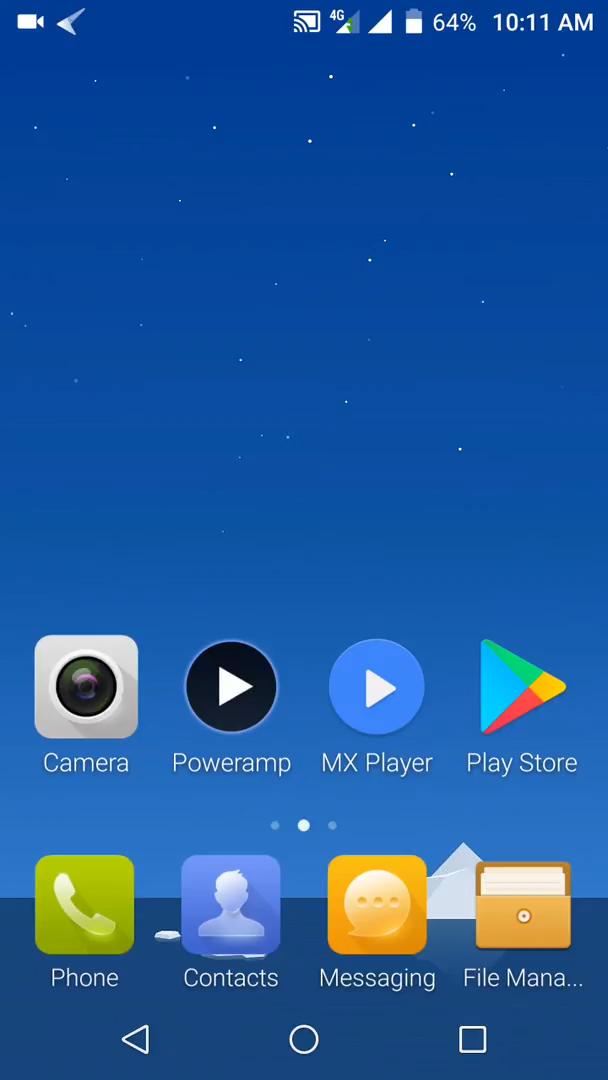 4G 64% 10:11 AM
Camera Poweramp MX Player Play Store
Phone Contacts Messaging File Mana...